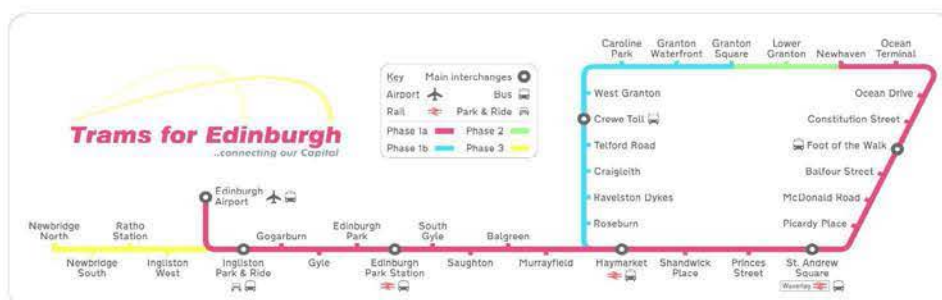 Caroline
Park
Granton
Waterfront
Granton
Square
Lower
Granton
Newhaven
Ocean
Terminal
Key Main interchanges
Airport Bus
Rail Park & Ride
Phase 1a Phase 2
Phase 1b Phase 3
West Granton
Crewe Toll
Telford Road
Craigleith
Ravelston Dykes
Roseburn
Ocean Drive
Constitution Street
Foot of the Walk
Balfour Street
McDonald Road
Picardy Place
Trams for Edinburgh
...connecting our Capital
Edinburgh
Airport
Newbridge
North
Newbridge
South
Ratho
Station
Ingliston
West
Ingliston
Park & Ride
Gogarburn
Gyle
Edinburgh
Park
Edinburgh
Park Station
South
Gyle
Saughton
Balgreen
Murrayfield
Haymarket
Shandwick
Place
Princes
Street
St. Andrew
Square
Waverley